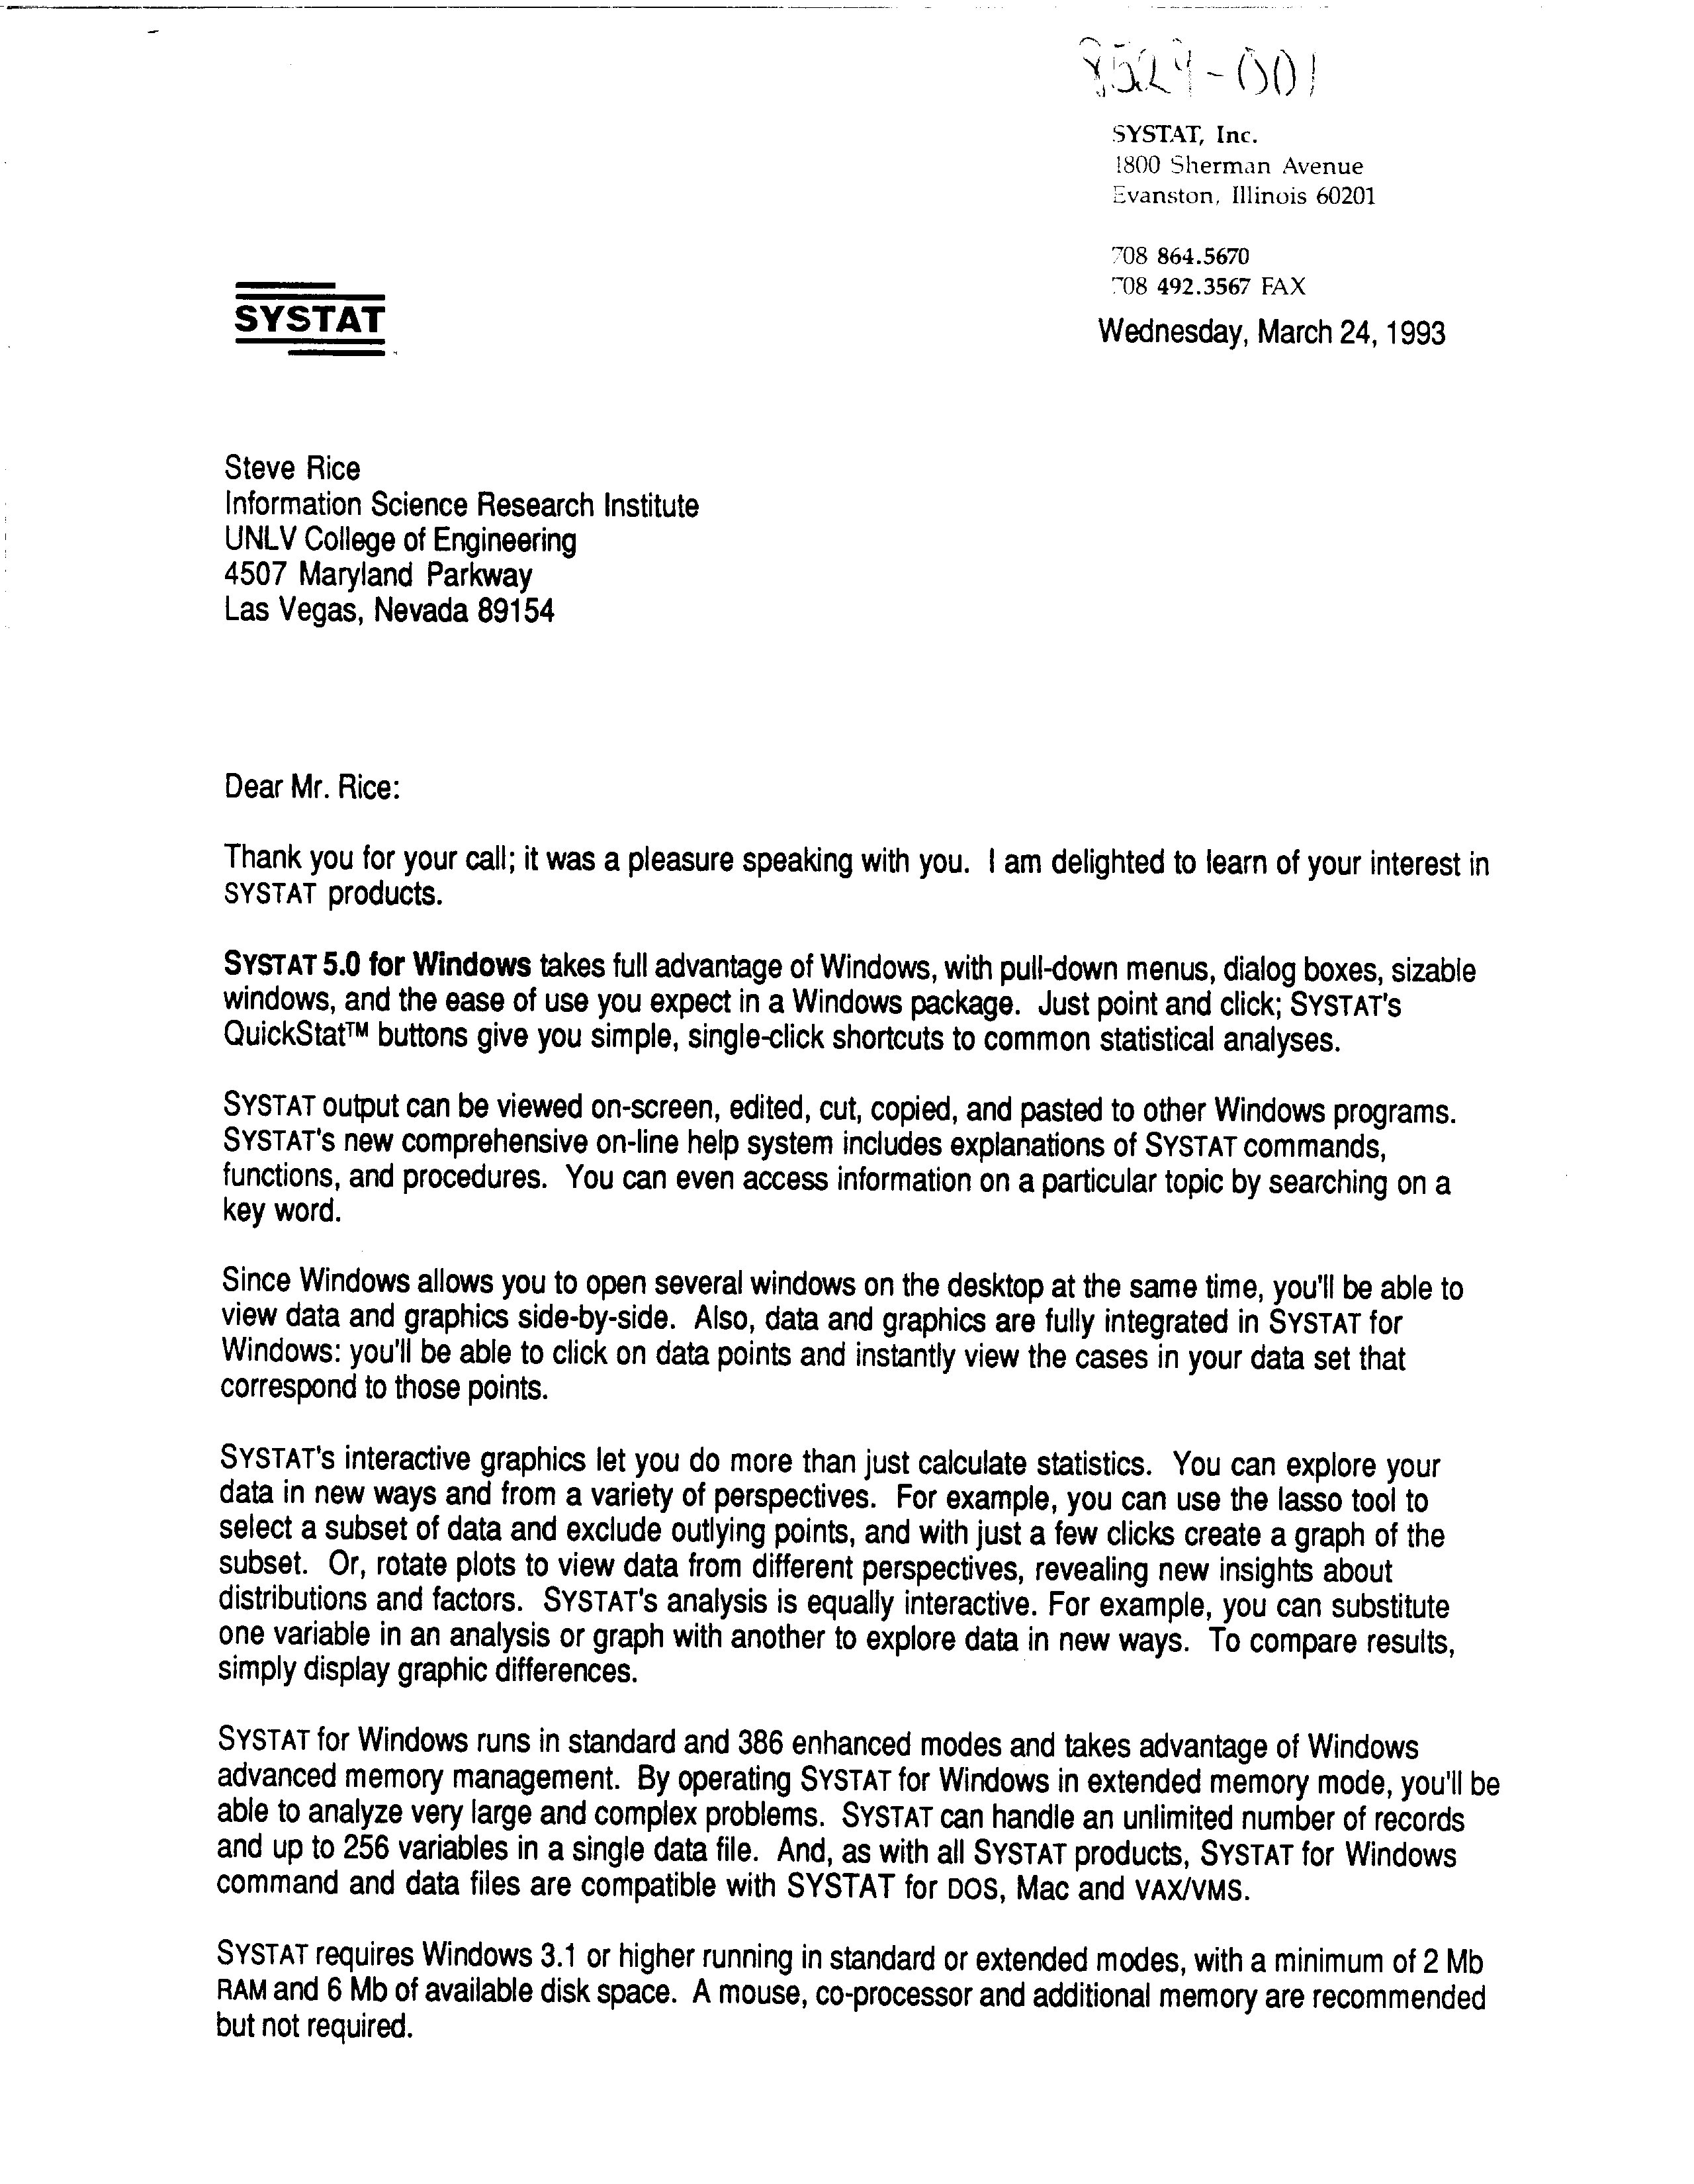 8529-001
SYSTAT, Inc.
1800 Sherman Avenue
Evanston, Illinois 60201
708 864.5670
708 492.3567 FAX
SYSTAT
Wednesday, March 24, 1993
Steve Rice
Information Science Research Institute
UNLV College of Engineering
4507 Maryland Parkway
Las Vegas, Nevada 89154
Dear Mr. Rice:
Thank you for your call; it was a pleasure speaking with you.  I am delighted to learn of your interest in
SYSTAT products.
SYSTAT 5.0 for Windows takes full advantage of Windows, with pull-down menus, dialog boxes, sizable
windows, and the ease of use you expect in a Windows package.  Just point and click; SYSTAT's
QuickStat™ buttons give you simple, single-click shortcuts to common statistical analyses.
SYSTAT output can be viewed on-screen, edited, cut, copied, and pasted to other Windows programs.
SYSTAT's new comprehensive on-line help system includes explanations of SYSTAT commands,
functions, and procedures.  You can even access information on a particular topic by searching on a
key word.
Since Windows allows you to open several windows on the desktop at the same time, you'll be able to
view data and graphics side-by-side.  Also, data and graphics are fully integrated in SYSTAT for
Windows: you'll be able to click on data points and instantly view the cases in your data set that
correspond to those points.
SYSTAT's interactive graphics let you do more than just calculate statistics.  You can explore your
data in new ways and from a variety of perspectives.  For example, you can use the lasso tool to
select a subset of data and exclude outlying points, and with just a few clicks create a graph of the
subset.  Or, rotate plots to view data from different perspectives, revealing new insights about
distributions and factors.  SYSTAT's analysis is equally interactive. For example, you can substitute
one variable in an analysis or graph with another to explore data in new ways.  To compare results,
simply display graphic differences.
SYSTAT for Windows runs in standard and 386 enhanced modes and takes advantage of Windows
advanced memory management.  By operating SYSTAT for Windows in extended memory mode, you'll be
able to analyze very large and complex problems.  SYSTAT can handle an unlimited number of records
and up to 256 variables in a single data file.  And, as with all SYSTAT products, SYSTAT for Windows
command and data files are compatible with SYSTAT for DOS, Mac and VAX/VMS.
SYSTAT requires Windows 3.1 or higher running in standard or extended modes, with a minimum of 2 Mb
RAM and 6 Mb of available disk space.  A mouse, co-processor and additional memory are recommended
but not required.